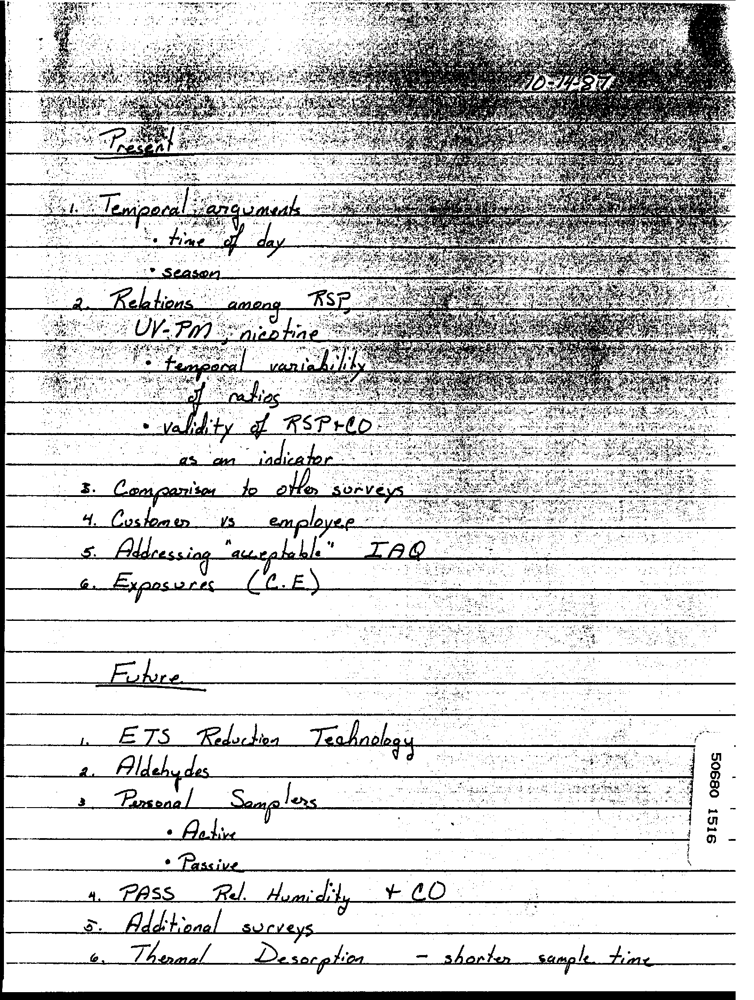 10-14-87
Present
1. Temporal arguments
• time of day
• season
2. Relations among RSP,
UV-PM, nicotine
• temporal variability
of ratios
• validity of RSP + CO
as an indicator
3. Comparison to other surveys
4. Customer vs employee
5. Addressing "acceptable" IAQ
6. Exposures (C.E)
Future
1. ETS Reduction Technology
2. Aldehydes
3 Personal Samplers
• Active
• Passive
4. PASS Rel. Humidity + CO
5. Additional surveys
6. Thermal Desorption - shorter sample time
50680 1516